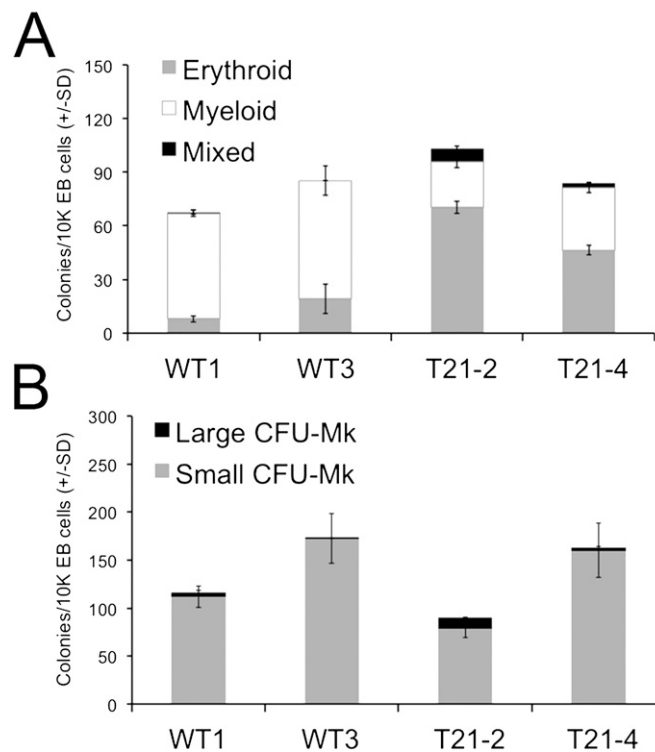 A
Colonies/10K EB cells (+/-SD)
150
120
90
60
30
0
Erythroid
Myeloid
Mixed
WT1 WT3 T21-2 T21-4
B
Colonies/10K EB cells (+/-SD)
300
250
200
150
100
50
0
Large CFU-Mk
Small CFU-Mk
WT1 WT3 T21-2 T21-4